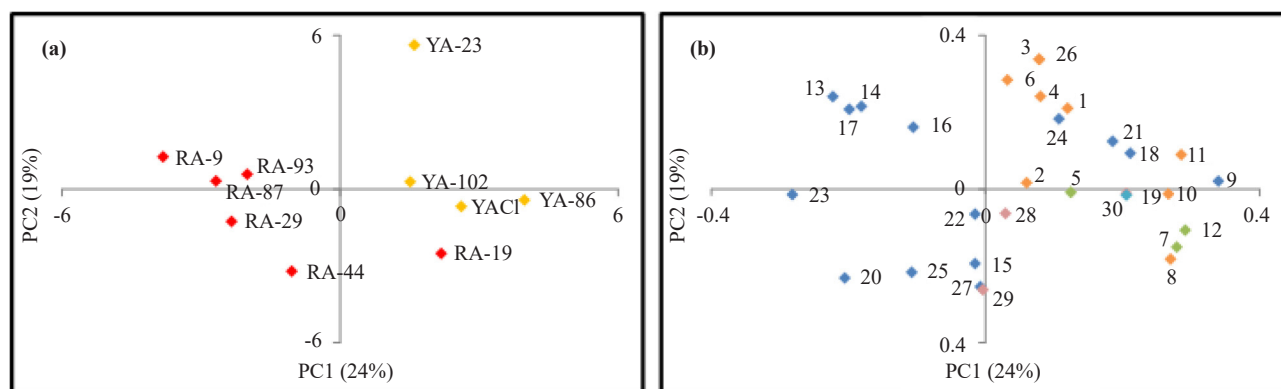 (a)
6
YA-23
RA-9
RA-93
RA-87
YA-102
YA-86
-6
0
0
6
YACl
RA-29
RA-19
RA-44
-6
PC2 (19%)
PC1 (24%)
(b)
0.4
3
26
6
4
1
13
14
17
16
24
21
18
11
2
5
9
23
-0.4
0
0.4
19
10
30
22
28
12
7
8
15
20
25
27
29
0.4
PC2 (19%)
PC1 (24%)